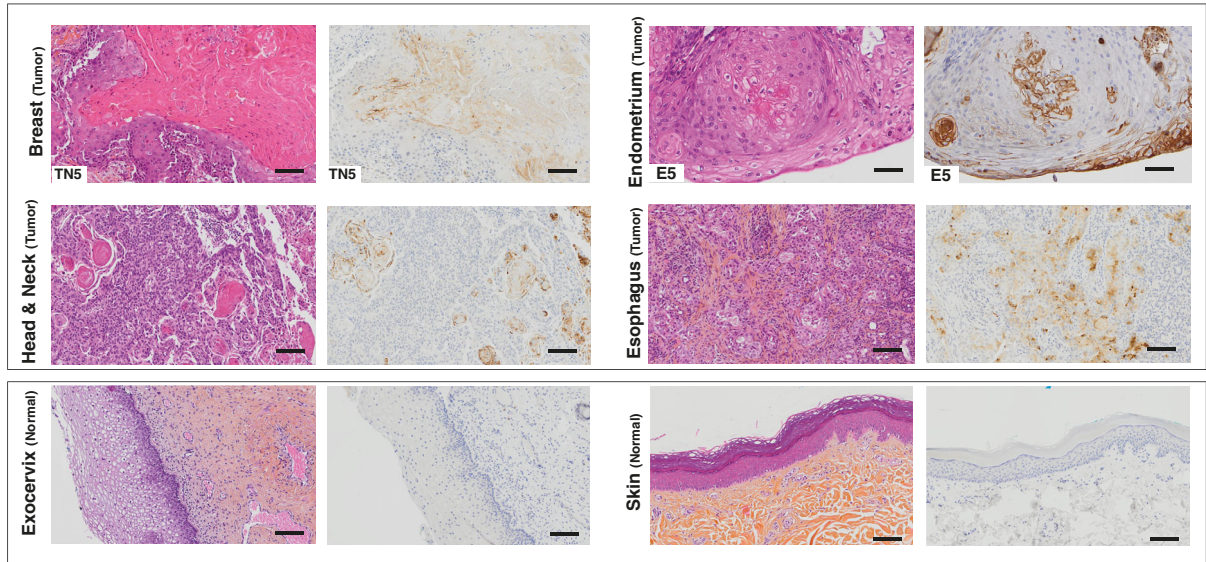 Breast (Tumor)
TN5
TN5
Endometrium (Tumor)
E5
E5
Head & Neck (Tumor)
Esophagus (Tumor)
Exocervix (Normal)
Skin (Normal)